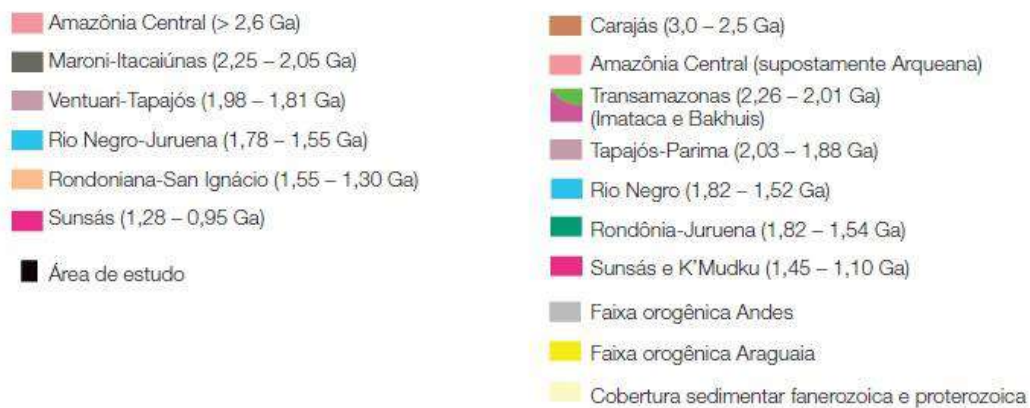 Amazônia Central (> 2,6 Ga)
Maroni-Itacaiúnas (2,25 – 2,05 Ga)
Ventuari-Tapajós (1,98 – 1,81 Ga)
Rio Negro-Juruena (1,78 – 1,55 Ga)
Rondoniana-San Ignácio (1,55 – 1,30 Ga)
Sunsás (1,28 – 0,95 Ga)
Área de estudo
Carajás (3,0 – 2,5 Ga)
Amazônia Central (supostamente Arqueana)
Transamazonas (2,26 – 2,01 Ga)
(Imataca e Bakhuis)
Tapajós-Parima (2,03 – 1,88 Ga)
Rio Negro (1,82 – 1,52 Ga)
Rondônia-Juruena (1,82 – 1,54 Ga)
Sunsás e K'Mudku (1,45 – 1,10 Ga)
Faixa orogênica Andes
Faixa orogênica Araguaia
Cobertura sedimentar fanerozoica e proterozoica